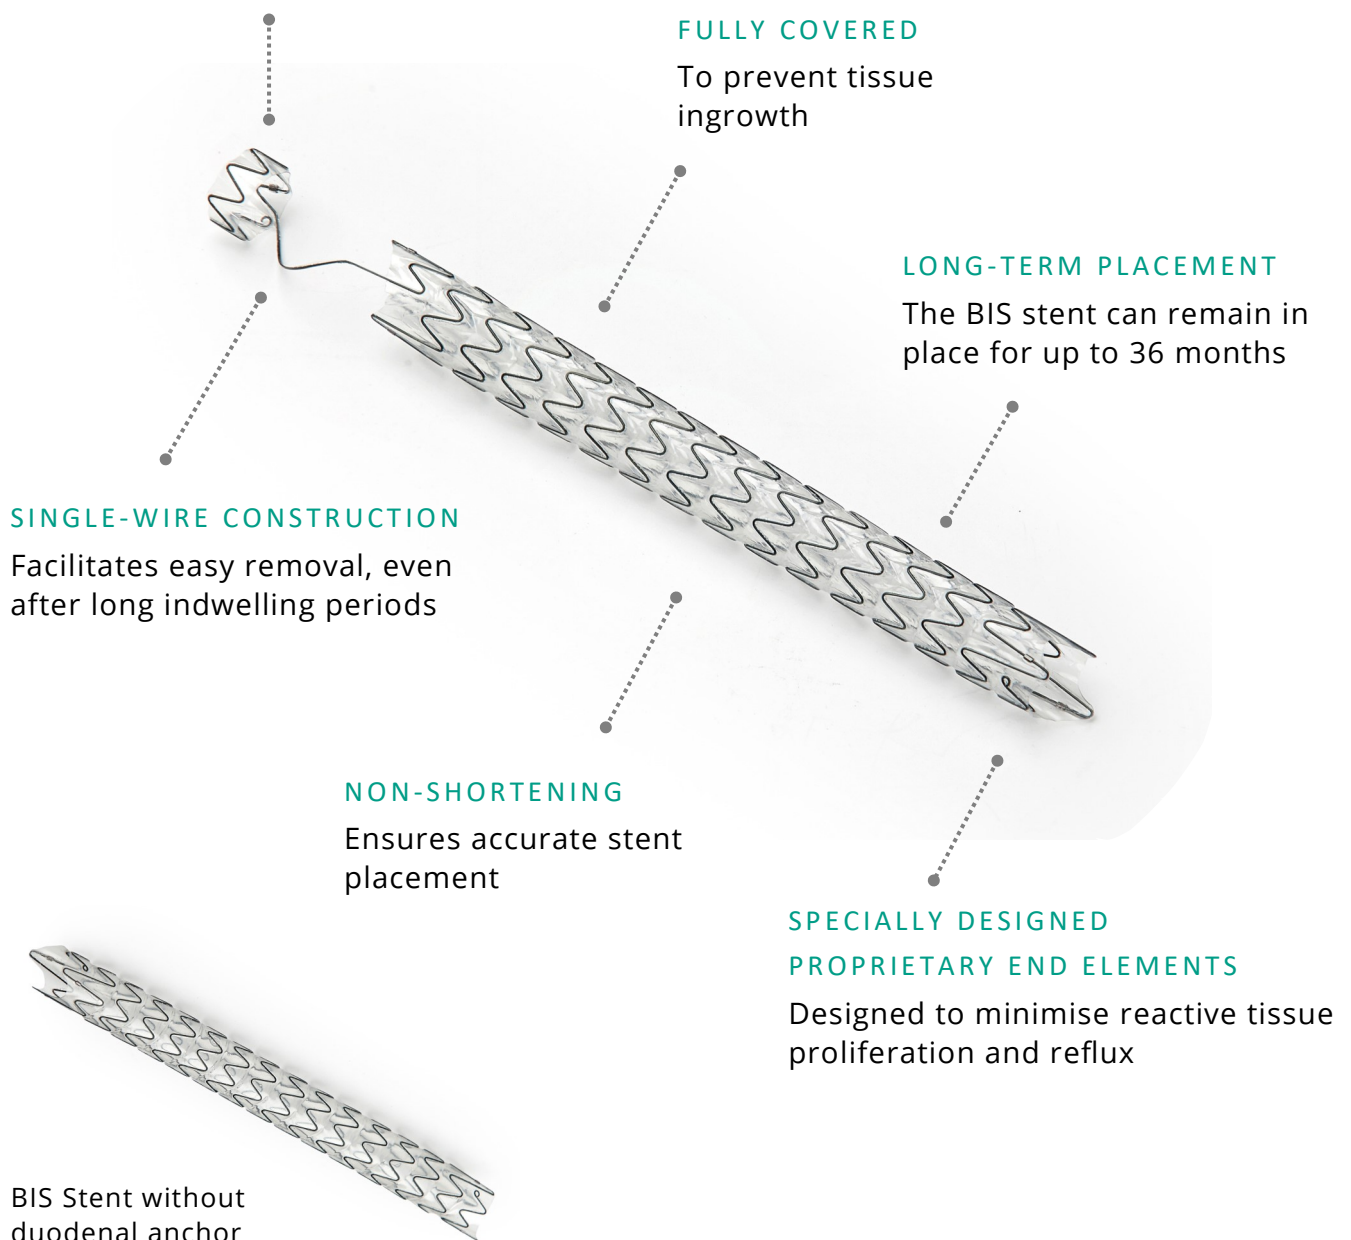 FULLY COVERED
To prevent tissue
ingrowth
LONG-TERM PLACEMENT
The BIS stent can remain in
place for up to 36 months
SINGLE-WIRE CONSTRUCTION
Facilitates easy removal, even
after long indwelling periods
NON-SHORTENING
Ensures accurate stent
placement
SPECIALLY DESIGNED
PROPRIETARY END ELEMENTS
Designed to minimise reactive tissue
proliferation and reflux
BIS Stent without
duodenal anchor